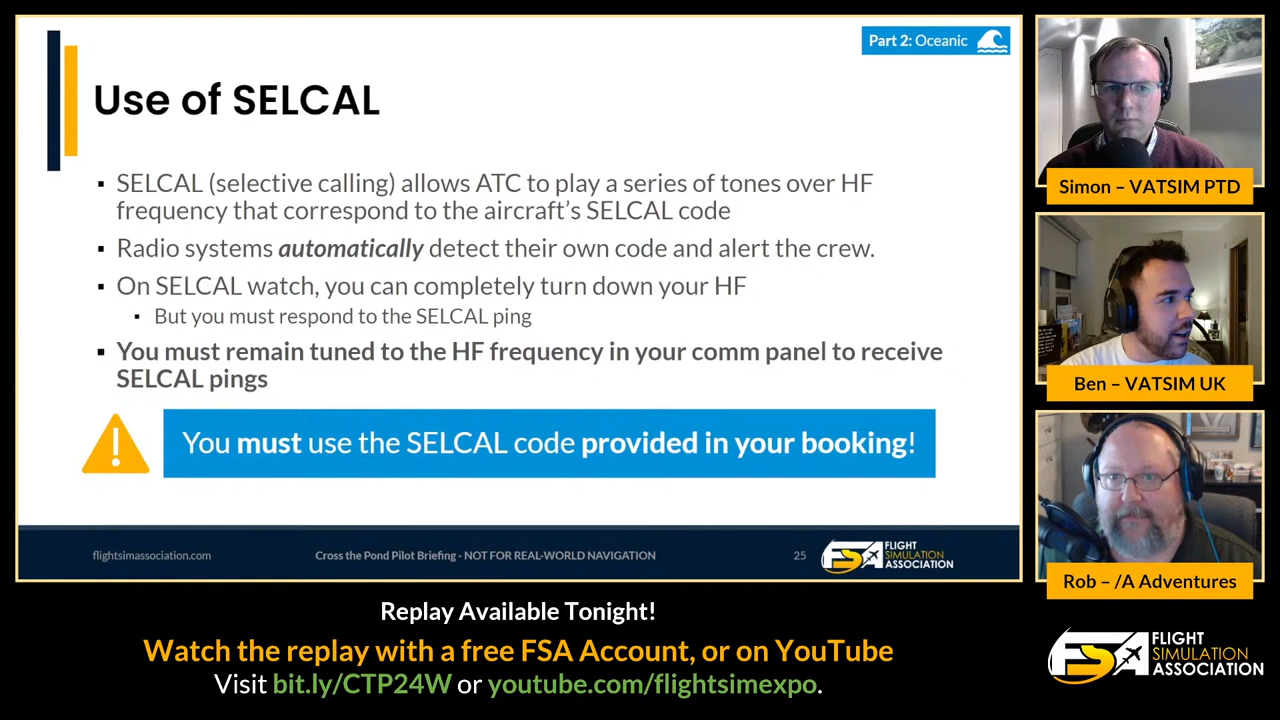 Part 2: Oceanic
Use of SELCAL
▪ SELCAL (selective calling) allows ATC to play a series of tones over HF
frequency that correspond to the aircraft's SELCAL code
▪ Radio systems automatically detect their own code and alert the crew.
▪ On SELCAL watch, you can completely turn down your HF
▪ But you must respond to the SELCAL ping
▪ You must remain tuned to the HF frequency in your comm panel to receive
SELCAL pings
You must use the SELCAL code provided in your booking!
flightsimassociation.com
Cross the Pond Pilot Briefing - NOT FOR REAL-WORLD NAVIGATION
25
FSA FLIGHT
SIMULATION
ASSOCIATION
Simon – VATSIM PTD
Ben – VATSIM UK
Rob – /A Adventures
Replay Available Tonight!
Watch the replay with a free FSA Account, or on YouTube
Visit bit.ly/CTP24W or youtube.com/flightsimexpo.
FSA FLIGHT
SIMULATION
ASSOCIATION